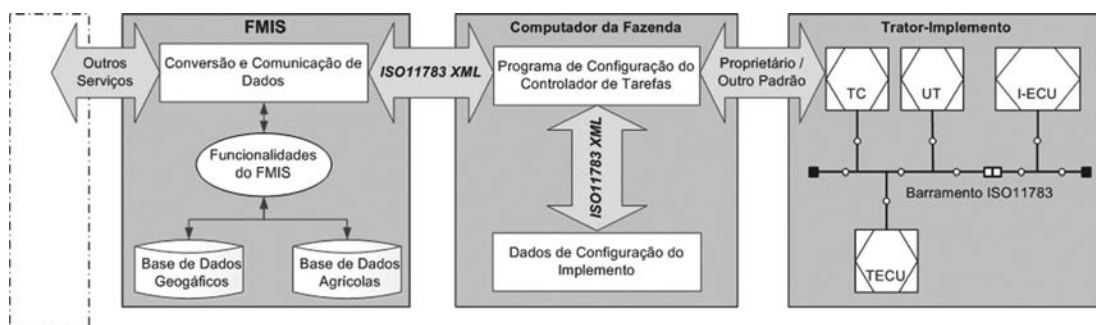 Outros
Serviços
FMIS
Conversão e Comunicação de
Dados
Funcionalidades
do FMIS
Base de Dados
Geogáficos
Base de Dados
Agrícolas
ISO11783 XML
Computador da Fazenda
Programa de Configuração do
Controlador de Tarefas
ISO11783 XML
Dados de Configuração do
Implemento
Proprietário /
Outro Padrão
Trator-Implemento
TC
UT
I-ECU
Barramento ISO11783
TECU